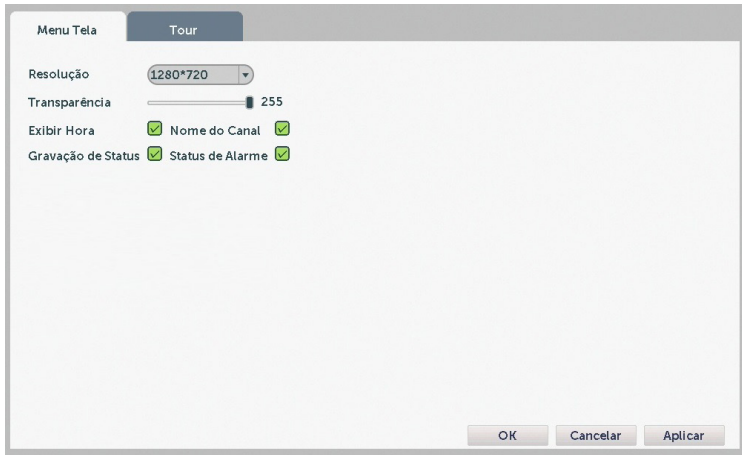 Menu Tela Tour
Resolução 1280*720
Transparência 255
Exibir Hora Nome do Canal
Gravação de Status Status de Alarme
OK Cancelar Aplicar